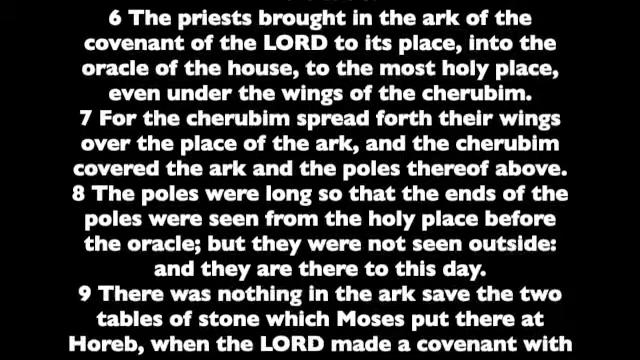 6 The priests brought in the ark of the
covenant of the LORD to its place, into the
oracle of the house, to the most holy place,
even under the wings of the cherubim.
7 For the cherubim spread forth their wings
over the place of the ark, and the cherubim
covered the ark and the poles thereof above.
8 The poles were long so that the ends of the
poles were seen from the holy place before
the oracle; but they were not seen outside:
and they are there to this day.
9 There was nothing in the ark save the two
tables of stone which Moses put there at
Horeb, when the LORD made a covenant with